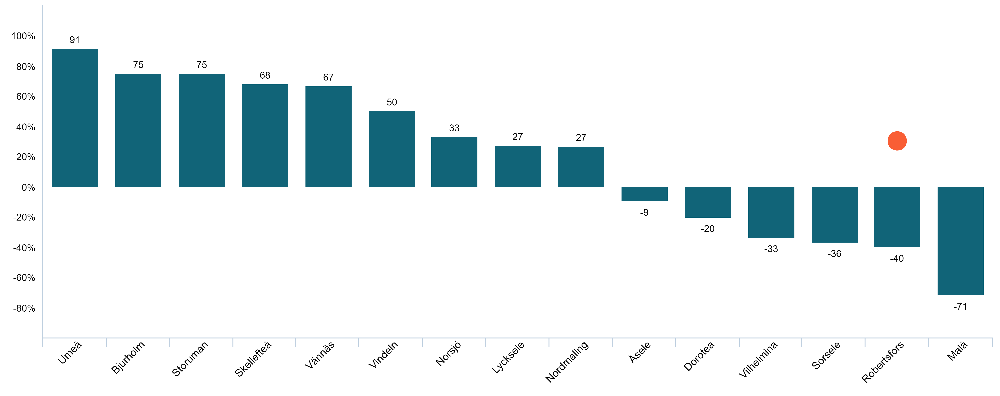 100%
80%
60%
40%
20%
0%
-20%
-40%
-60%
-80%
91
75
75
68
67
50
33
27
27
-9
-20
-33
-36
-40
-71
Umeå
Bjurholm
Storuman
Skellefteå
Vännäs
Vindeln
Norsjö
Lycksele
Nordmaling
Åsele
Dorotea
Vilhelmina
Sorsele
Robertsfors
Malå